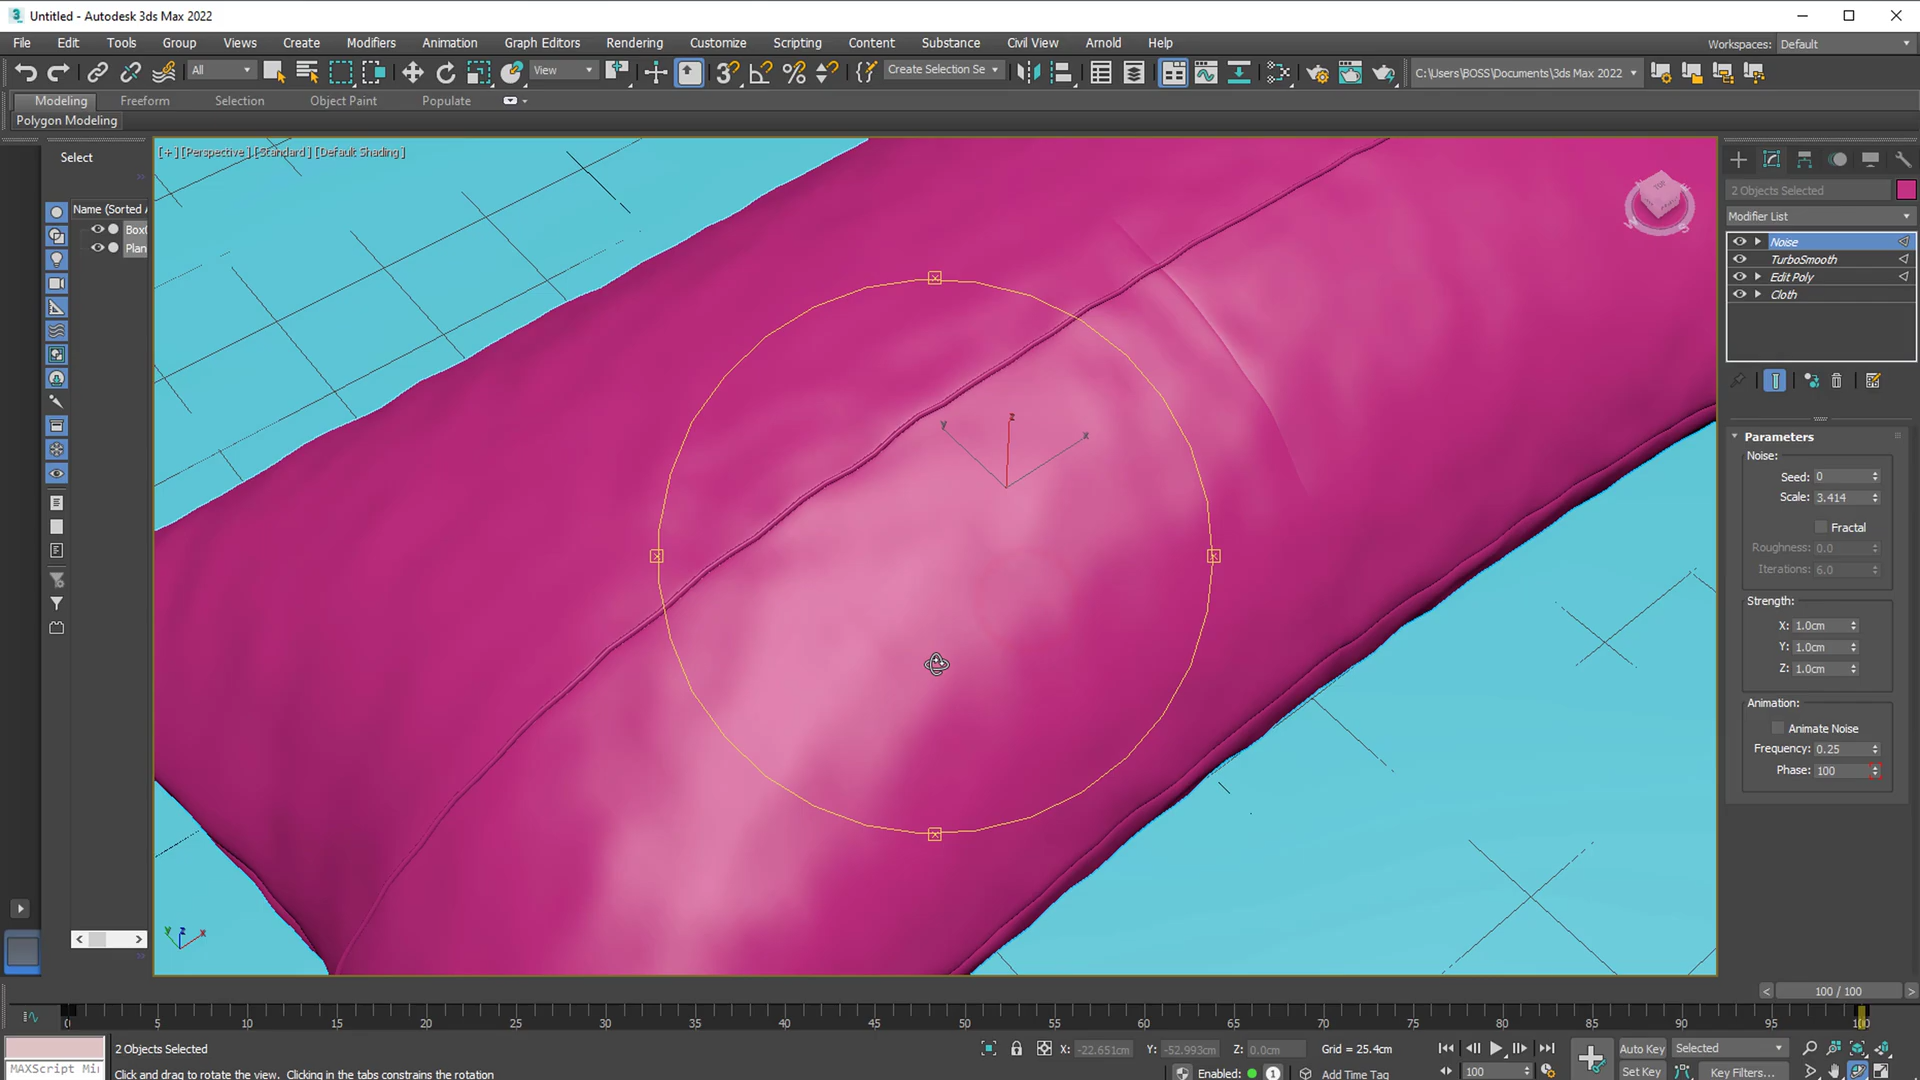 Untitled - Autodesk 3ds Max 2022
File Edit Tools Group Views Create Modifiers Animation Graph Editors Rendering Customize Scripting Content Substance Civil View Arnold Help
Workspaces: Default
All View Create Selection Se C:\Users\BOSS\Documents\3ds Max 2022
Modeling Freeform Selection Object Paint Populate
Polygon Modeling
Select
[+] [Perspective] [Standard] [Default Shading]
2 Objects Selected
Name (Sorted A
Modifier List
Box
Plan
Noise
TurboSmooth
Edit Poly
Cloth
TOP
S
z
y
x
Parameters
Noise:
Seed: 0
Scale: 3.414
Fractal
Roughness: 0.0
Iterations: 6.0
Strength:
X: 1.0cm
Y: 1.0cm
Z: 1.0cm
Animation:
Animate Noise
Frequency: 0.25
Phase: 100
y z x
< 100 / 100 >
0 5 10 15 20 25 30 35 40 45 50 55 60 65 70 75 80 85 90 95 100
2 Objects Selected
X: -22.651cm Y: -52.993cm Z: 0.0cm Grid = 25.4cm
Auto Key Selected
MAXScript Mi
Click and drag to rotate the view. Clicking in the tabs constrains the rotation
Enabled: 1 Add Time Tag
100
Set Key Key Filters...